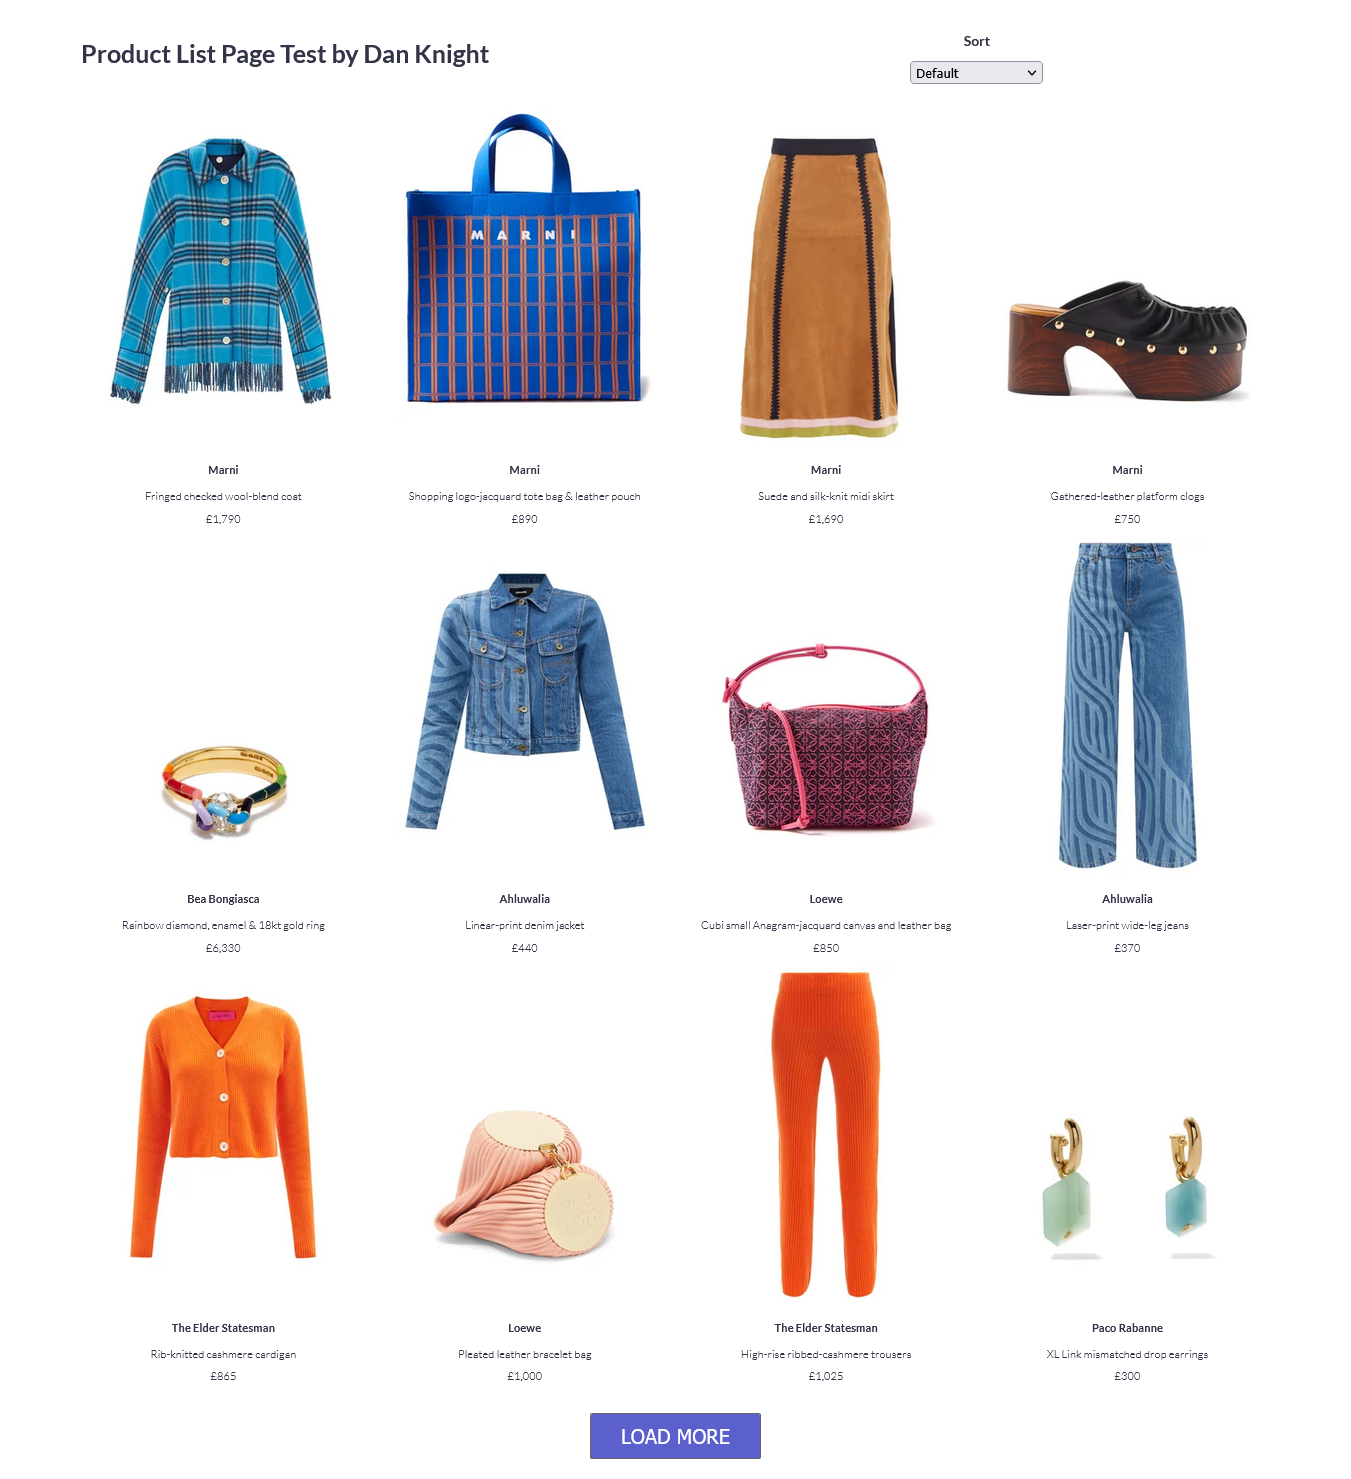 Product List Page Test by Dan Knight
Sort
Default
MARNI
Marni
Fringed checked wool-blend coat
£1,790
Marni
Shopping logo-jacquard tote bag & leather pouch
£890
Marni
Suede and silk-knit midi skirt
£1,690
Marni
Gathered-leather platform clogs
£750
Bea Bongiasca
Rainbow diamond, enamel & 18kt gold ring
£6,330
Ahluwalia
Linear-print denim jacket
£440
Loewe
Cubi small Anagram-jacquard canvas and leather bag
£850
Ahluwalia
Laser-print wide-leg jeans
£370
The Elder Statesman
Rib-knitted cashmere cardigan
£865
Loewe
Pleated leather bracelet bag
£1,000
The Elder Statesman
High-rise ribbed-cashmere trousers
£1,025
Paco Rabanne
XL Link mismatched drop earrings
£300
LOAD MORE